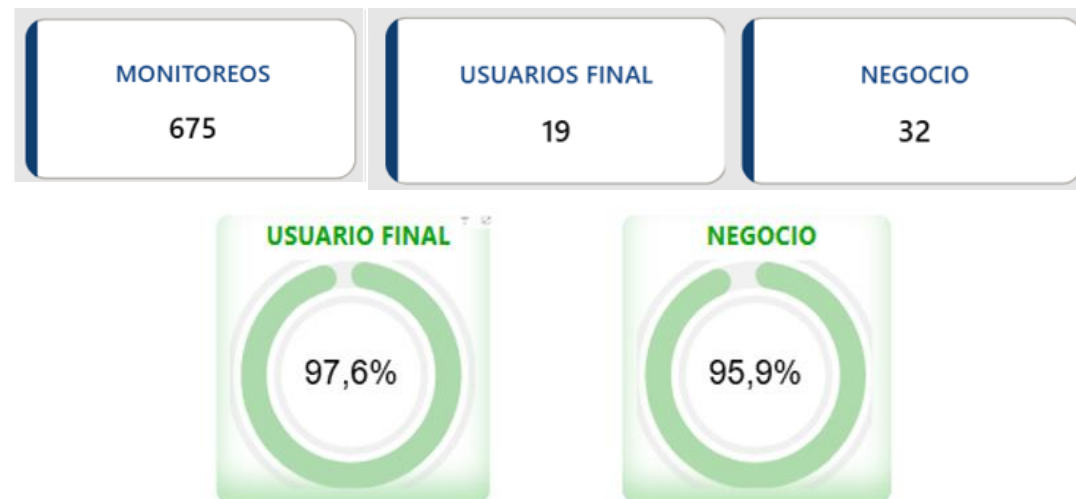 MONITOREOS
675
USUARIOS FINAL
19
NEGOCIO
32
USUARIO FINAL
97,6%
NEGOCIO
95,9%